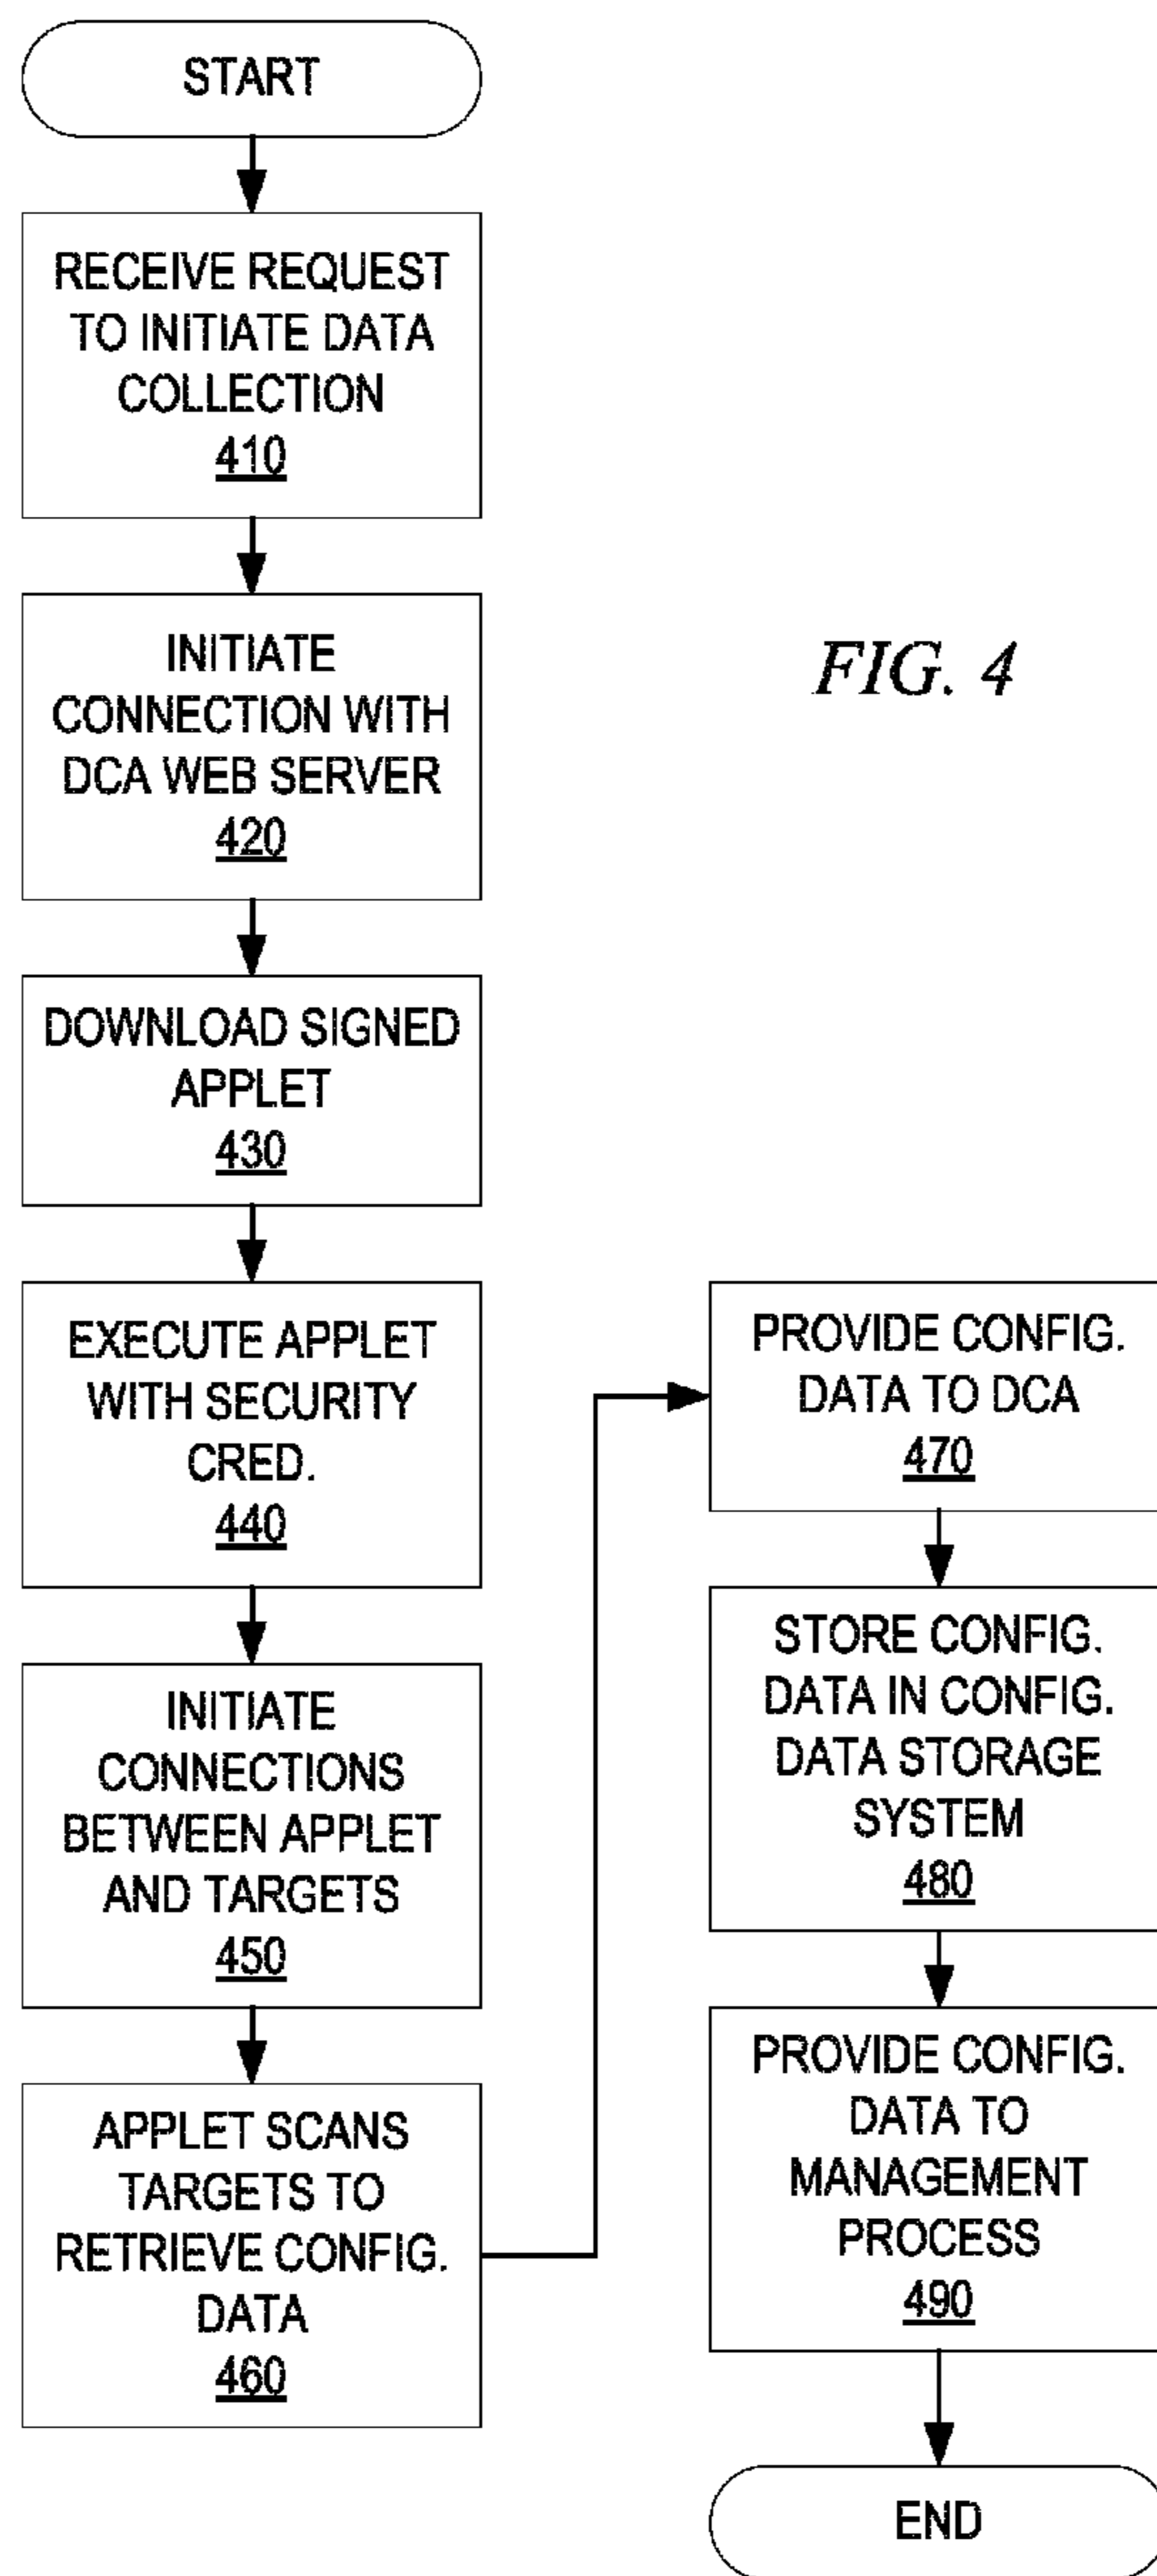 START
RECEIVE REQUEST
TO INITIATE DATA
COLLECTION
410
INITIATE
CONNECTION WITH
DCA WEB SERVER
420
DOWNLOAD SIGNED
APPLET
430
EXECUTE APPLET
WITH SECURITY
CRED.
440
INITIATE
CONNECTIONS
BETWEEN APPLET
AND TARGETS
450
APPLET SCANS
TARGETS TO
RETRIEVE CONFIG.
DATA
460
PROVIDE CONFIG.
DATA TO DCA
470
STORE CONFIG.
DATA IN CONFIG.
DATA STORAGE
SYSTEM
480
PROVIDE CONFIG.
DATA TO
MANAGEMENT
PROCESS
490
END
FIG. 4